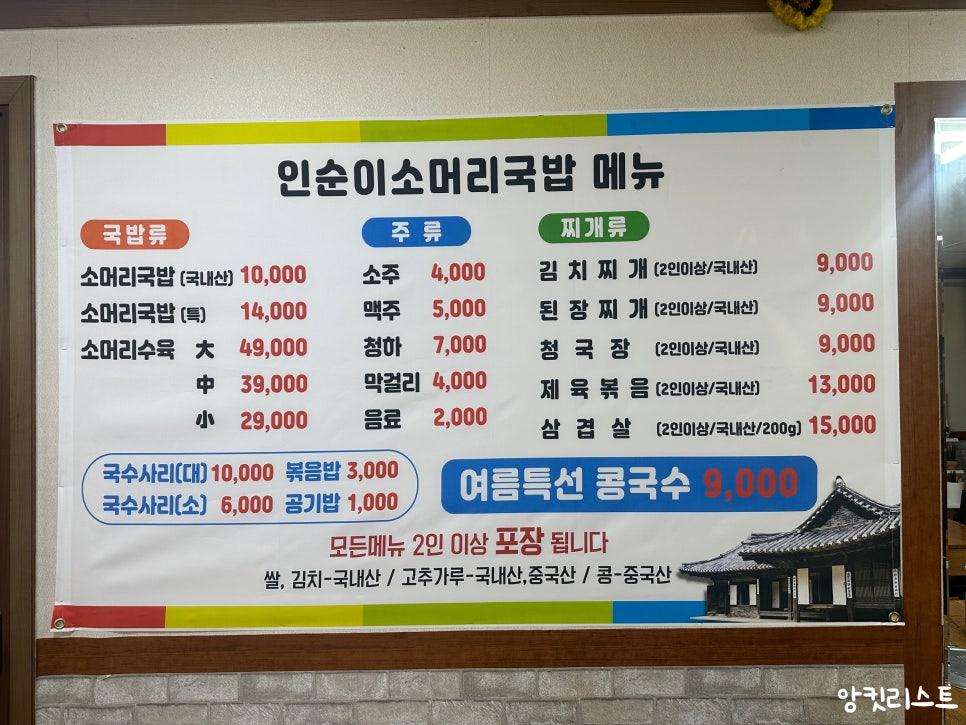 인순이소머리국밥 메뉴
국밥류
소머리국밥 (국내산) 10,000
소머리국밥 (특) 14,000
소머리수육 大 49,000
中 39,000
小 29,000
주 류
소주 4,000
맥주 5,000
청하 7,000
막걸리 4,000
음료 2,000
찌개류
김 치 찌 개 (2인이상/국내산) 9,000
된 장 찌 개 (2인이상/국내산) 9,000
청 국 장 (2인이상/국내산) 9,000
제 육 볶 음 (2인이상/국내산) 13,000
삼 겹 살 (2인이상/국내산/200g) 15,000
국수사리(대) 10,000 볶음밥 3,000
국수사리(소) 6,000 공기밥 1,000
여름특선 콩국수 9,000
모든메뉴 2인 이상 포장 됩니다
쌀, 김치-국내산 / 고추가루-국내산,중국산 / 콩-중국산
앙킷리스트